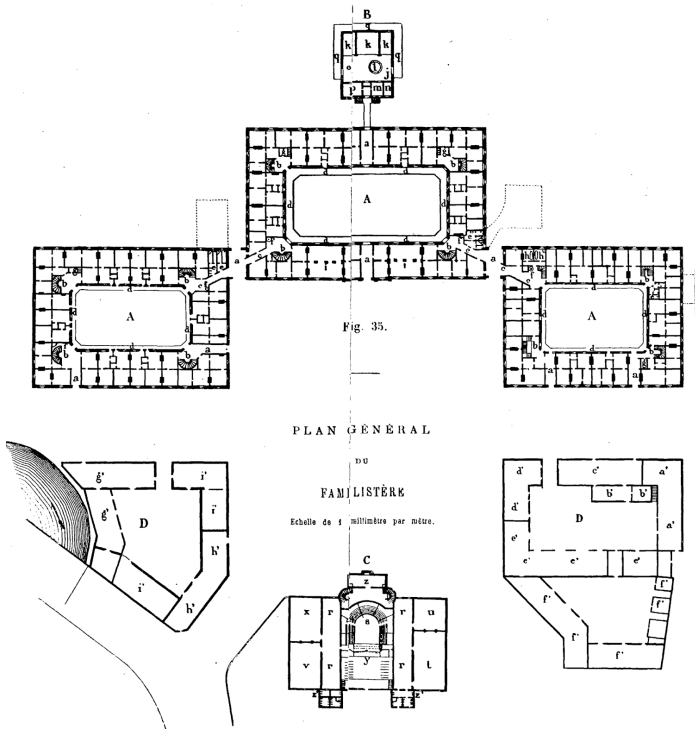 B
q
k k k
q o l j q
p m n
a
g g
b b
d d
d A d
d d
f f
b b
c a c
a a
A
d
d d
d
b b
b b
a a
e c
Fig. 35.
A
d
d d
d
h h
b
b b
a a
c
PLAN GÉNÉRAL
DU
FAMILISTÈRE
Echelle de 1 millimètre par mètre.
g' i'
g' D i'
h'
i' h'
d' c' a'
b' b'
d' D a'
e'
e' e' e'
f' f'
f' f'
f'
C
z
x r s r u
v r y r t